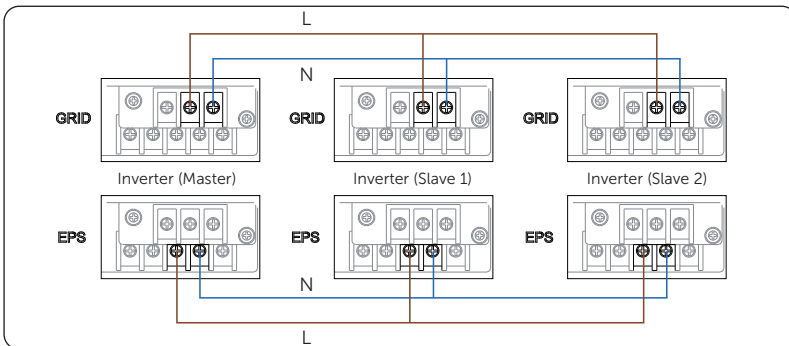 L
N
GRID GRID GRID
Inverter (Master) Inverter (Slave 1) Inverter (Slave 2)
EPS EPS EPS
N
L